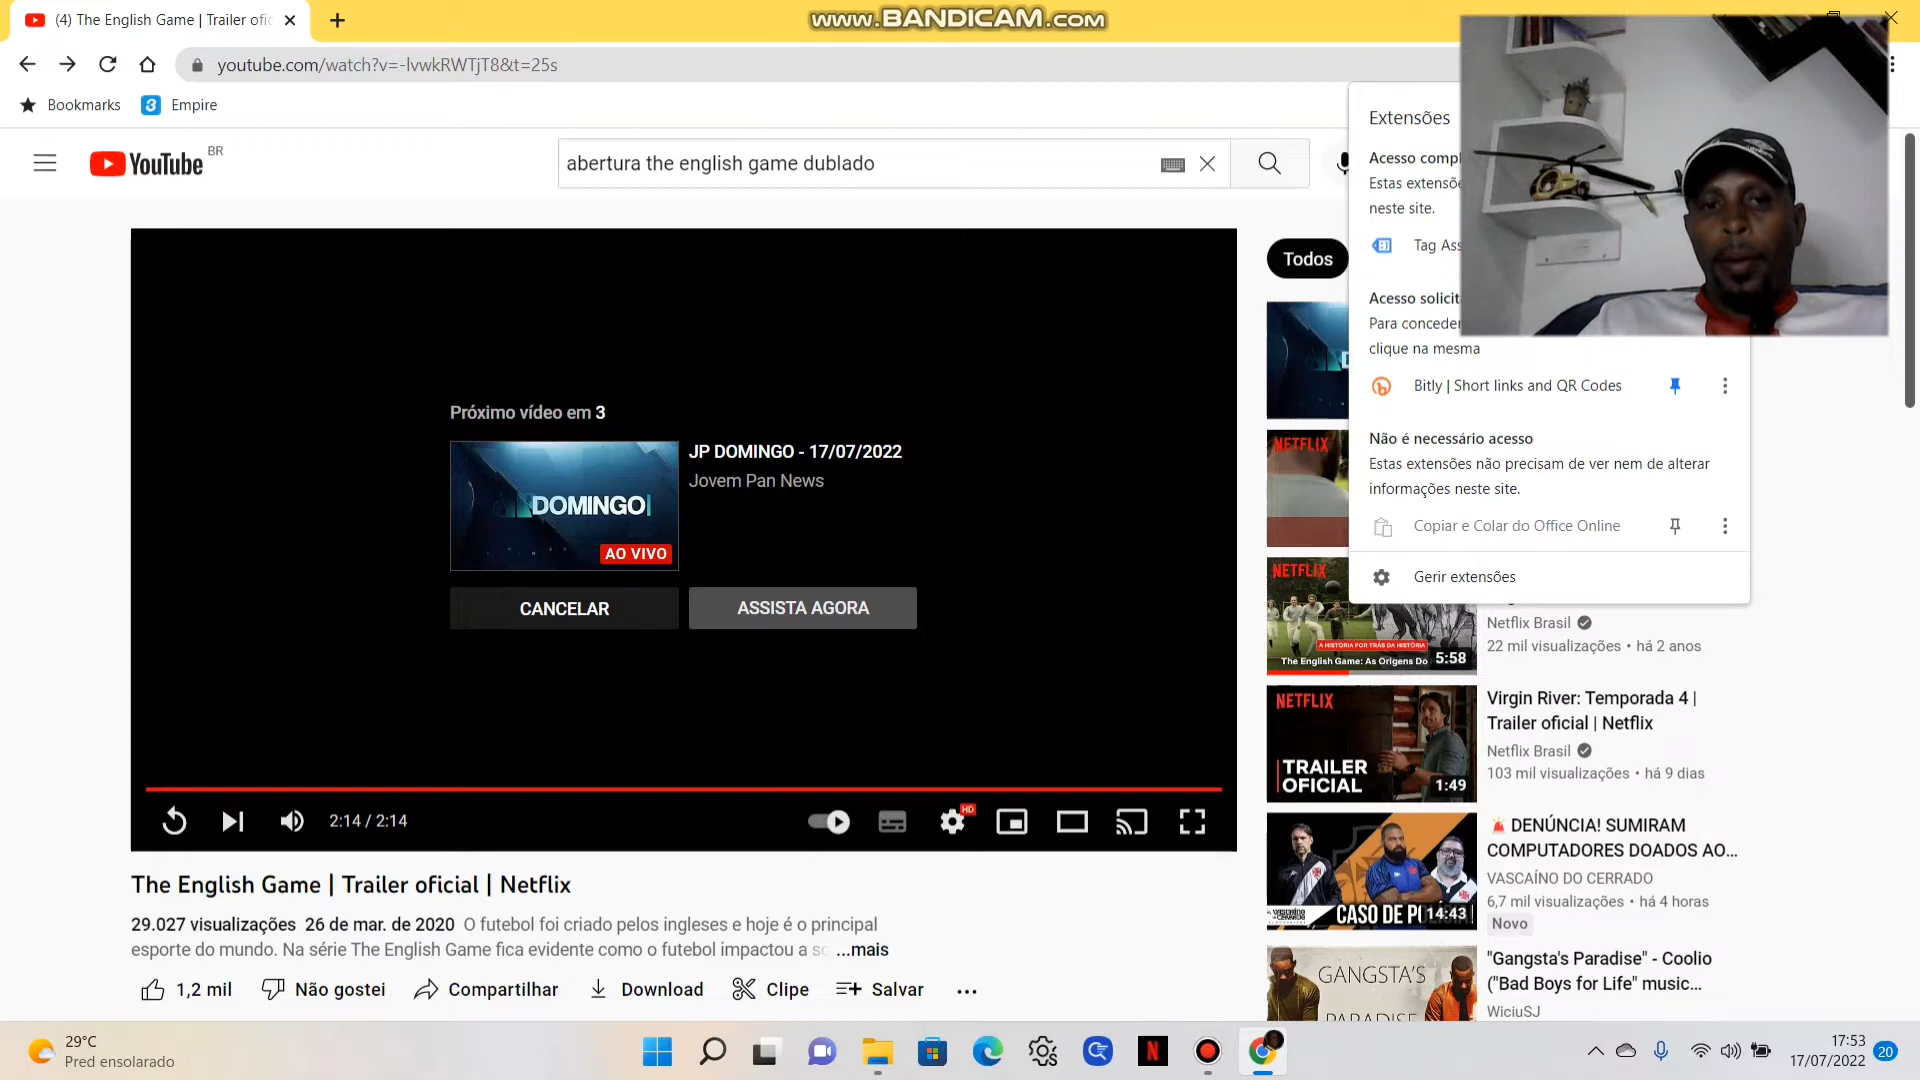 (4) The English Game | Trailer ofic
www.BANDICAM.com
youtube.com/watch?v=-lvwkRWTjT8&t=25s
Bookmarks
Empire
YouTube BR
abertura the english game dublado
Extensões
Acesso compl
Estas extensõe
neste site.
Tag Ass
Acesso solicita
Para conceder
clique na mesma
Bitly | Short links and QR Codes
Não é necessário acesso
Estas extensões não precisam de ver nem de alterar
informações neste site.
Copiar e Colar do Office Online
Gerir extensões
Todos
Próximo vídeo em 3
DOMINGO
AO VIVO
JP DOMINGO - 17/07/2022
Jovem Pan News
CANCELAR
ASSISTA AGORA
2:14 / 2:14
HD
The English Game | Trailer oficial | Netflix
29.027 visualizações 26 de mar. de 2020 O futebol foi criado pelos ingleses e hoje é o principal
esporte do mundo. Na série The English Game fica evidente como o futebol impactou a so ...mais
1,2 mil
Não gostei
Compartilhar
Download
Clipe
Salvar
NETFLIX
NETFLIX
A HISTÓRIA POR TRÁS DA HISTÓRIA
The English Game: As Origens Do
5:58
Netflix Brasil
22 mil visualizações • há 2 anos
NETFLIX
TRAILER
OFICIAL
1:49
Virgin River: Temporada 4 |
Trailer oficial | Netflix
Netflix Brasil
103 mil visualizações • há 9 dias
CASO DE PO
14:43
DENÚNCIA! SUMIRAM
COMPUTADORES DOADOS AO...
VASCAÍNO DO CERRADO
6,7 mil visualizações • há 4 horas
Novo
GANGSTA'S
PARADISE
"Gangsta's Paradise" - Coolio
("Bad Boys for Life" music...
WiciuSJ
29°C
Pred ensolarado
17:53
17/07/2022
20